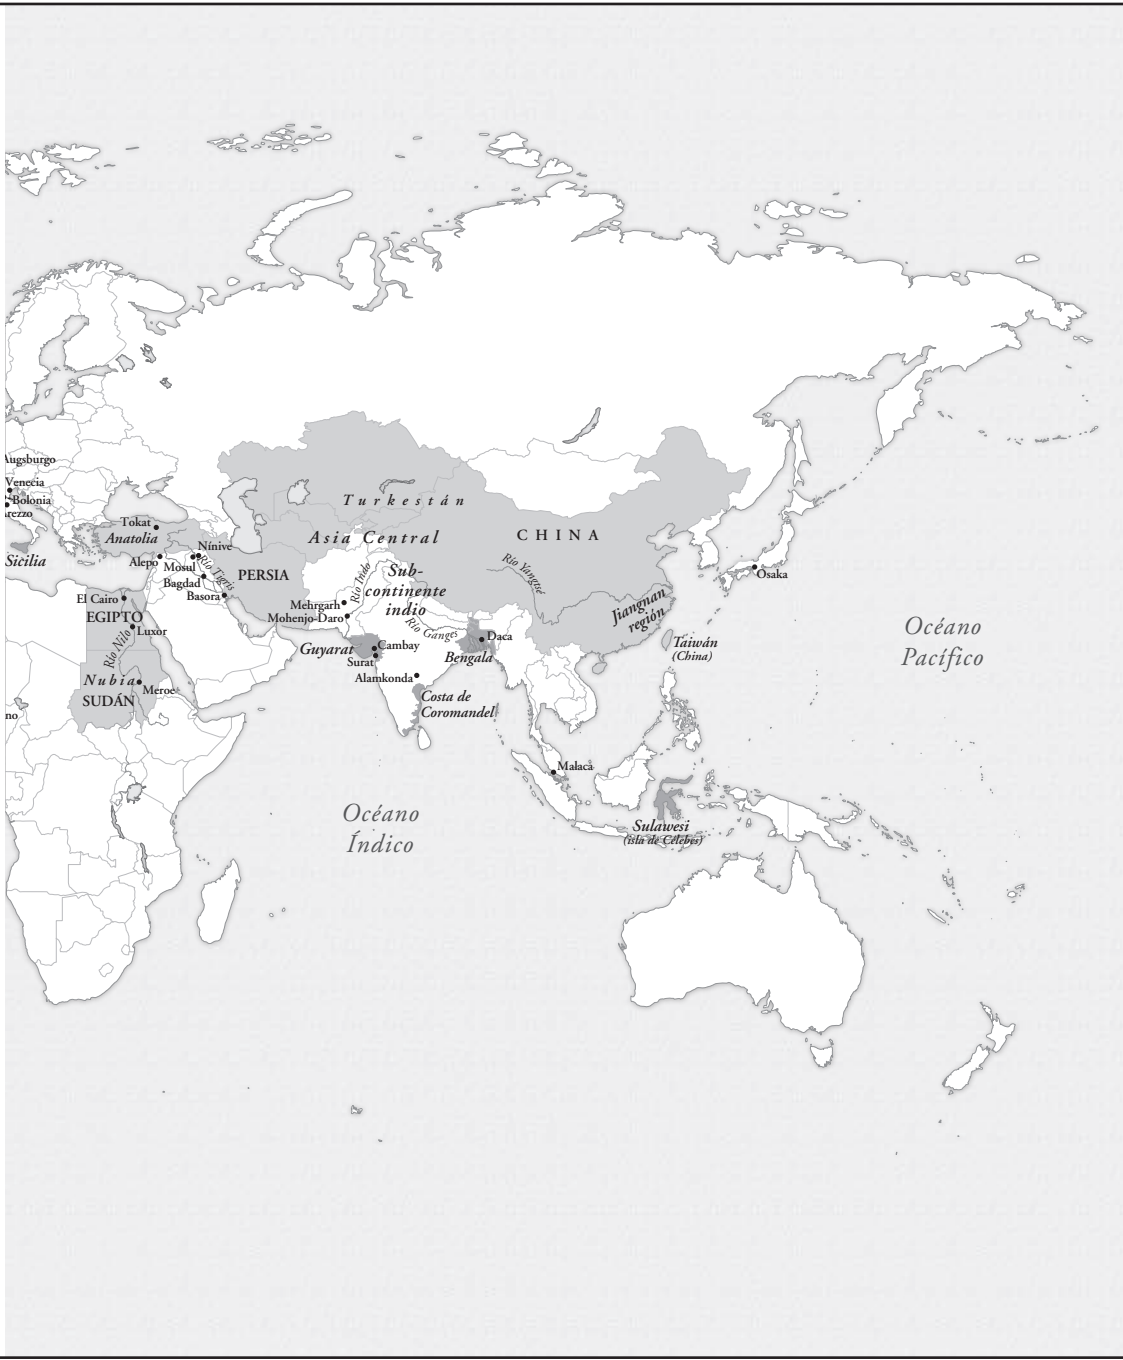 Augsburgo
Venecia
Bolonia
Arezzo
Sicilia
Tokat
Anatolia
Nínive
Alepo
Mosul
Río Tigris
Bagdad
Basora
PERSIA
El Cairo
EGIPTO
Luxor
Río Nilo
Nubia
Meroe
SUDÁN
no
Turkestán
Asia Central
CHINA
Río Yangtsé
Jiangnan
región
Río Indo
Sub-
continente
indio
Mehrgarh
Mohenjo-Daro
Río Ganges
Guyarat
Cambay
Surat
Daca
Bengala
Alamkonda
Costa de
Coromandel
Osaka
Taiwán
(China)
Océano
Pacífico
Malaca
Sulawesi
(isla de Célebes)
Océano
Índico